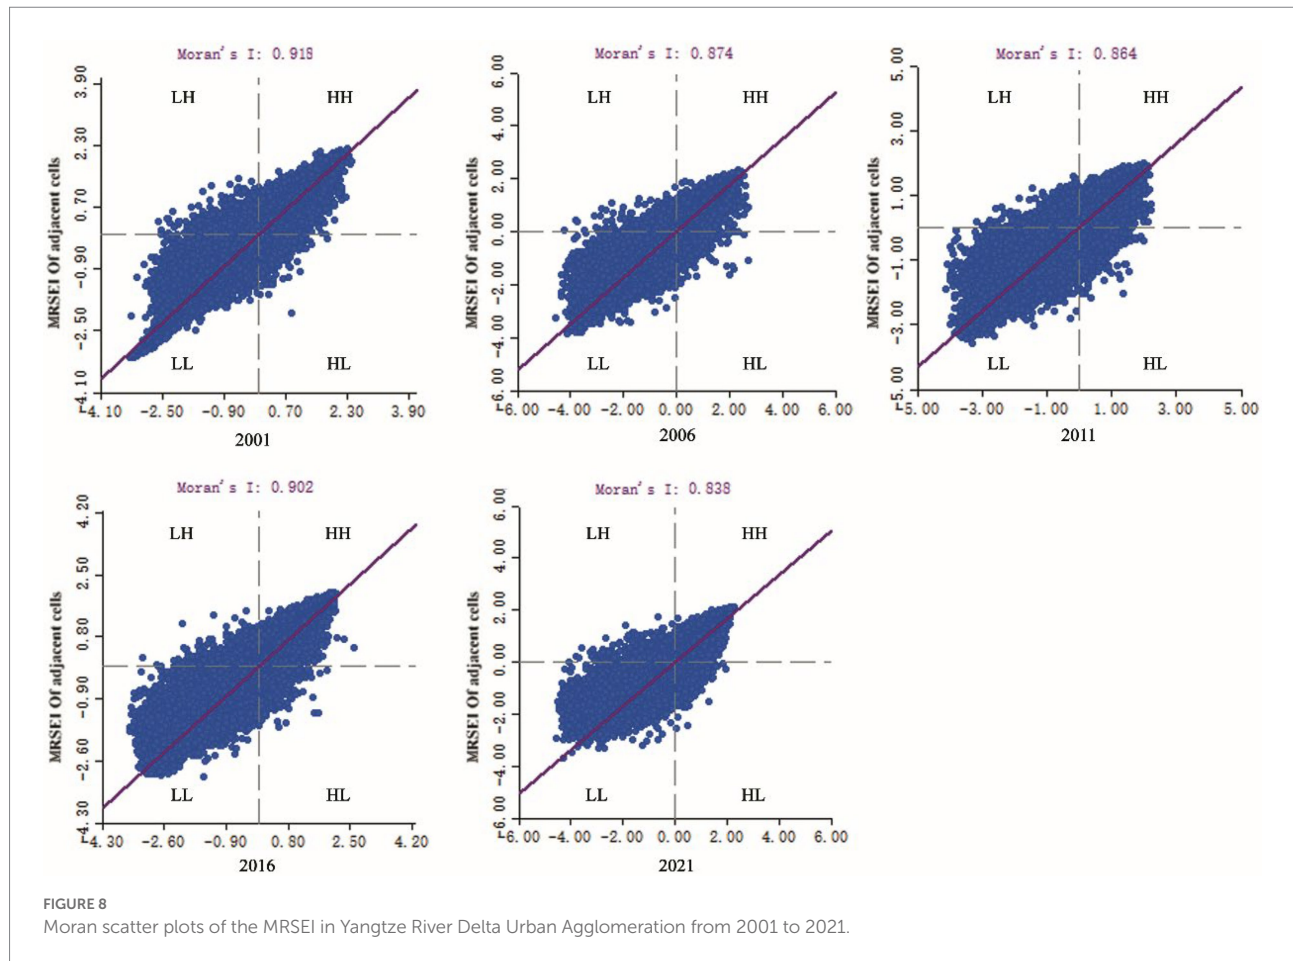 Moran's I: 0.918
MRSEI Of adjacent cells
3.90
2.30
0.70
-0.90
-2.50
-4.10
LH
HH
LL
HL
-4.10 -2.50 -0.90 0.70 2.30 3.90
2001
Moran's I: 0.874
MRSEI Of adjacent cells
6.00
4.00
2.00
0.00
-2.00
-4.00
-6.00
LH
HH
LL
HL
-6.00 -4.00 -2.00 0.00 2.00 4.00 6.00
2006
Moran's I: 0.864
MRSEI Of adjacent cells
5.00
3.00
1.00
-1.00
-3.00
-5.00
LH
HH
LL
HL
-5.00 -3.00 -1.00 1.00 3.00 5.00
2011
Moran's I: 0.902
MRSEI Of adjacent cells
4.20
2.50
0.80
-0.90
-2.60
-4.30
LH
HH
LL
HL
-4.30 -2.60 -0.90 0.80 2.50 4.20
2016
Moran's I: 0.838
MRSEI Of adjacent cells
6.00
4.00
2.00
0.00
-2.00
-4.00
-6.00
LH
HH
LL
HL
-6.00 -4.00 -2.00 0.00 2.00 4.00 6.00
2021
FIGURE 8
Moran scatter plots of the MRSEI in Yangtze River Delta Urban Agglomeration from 2001 to 2021.